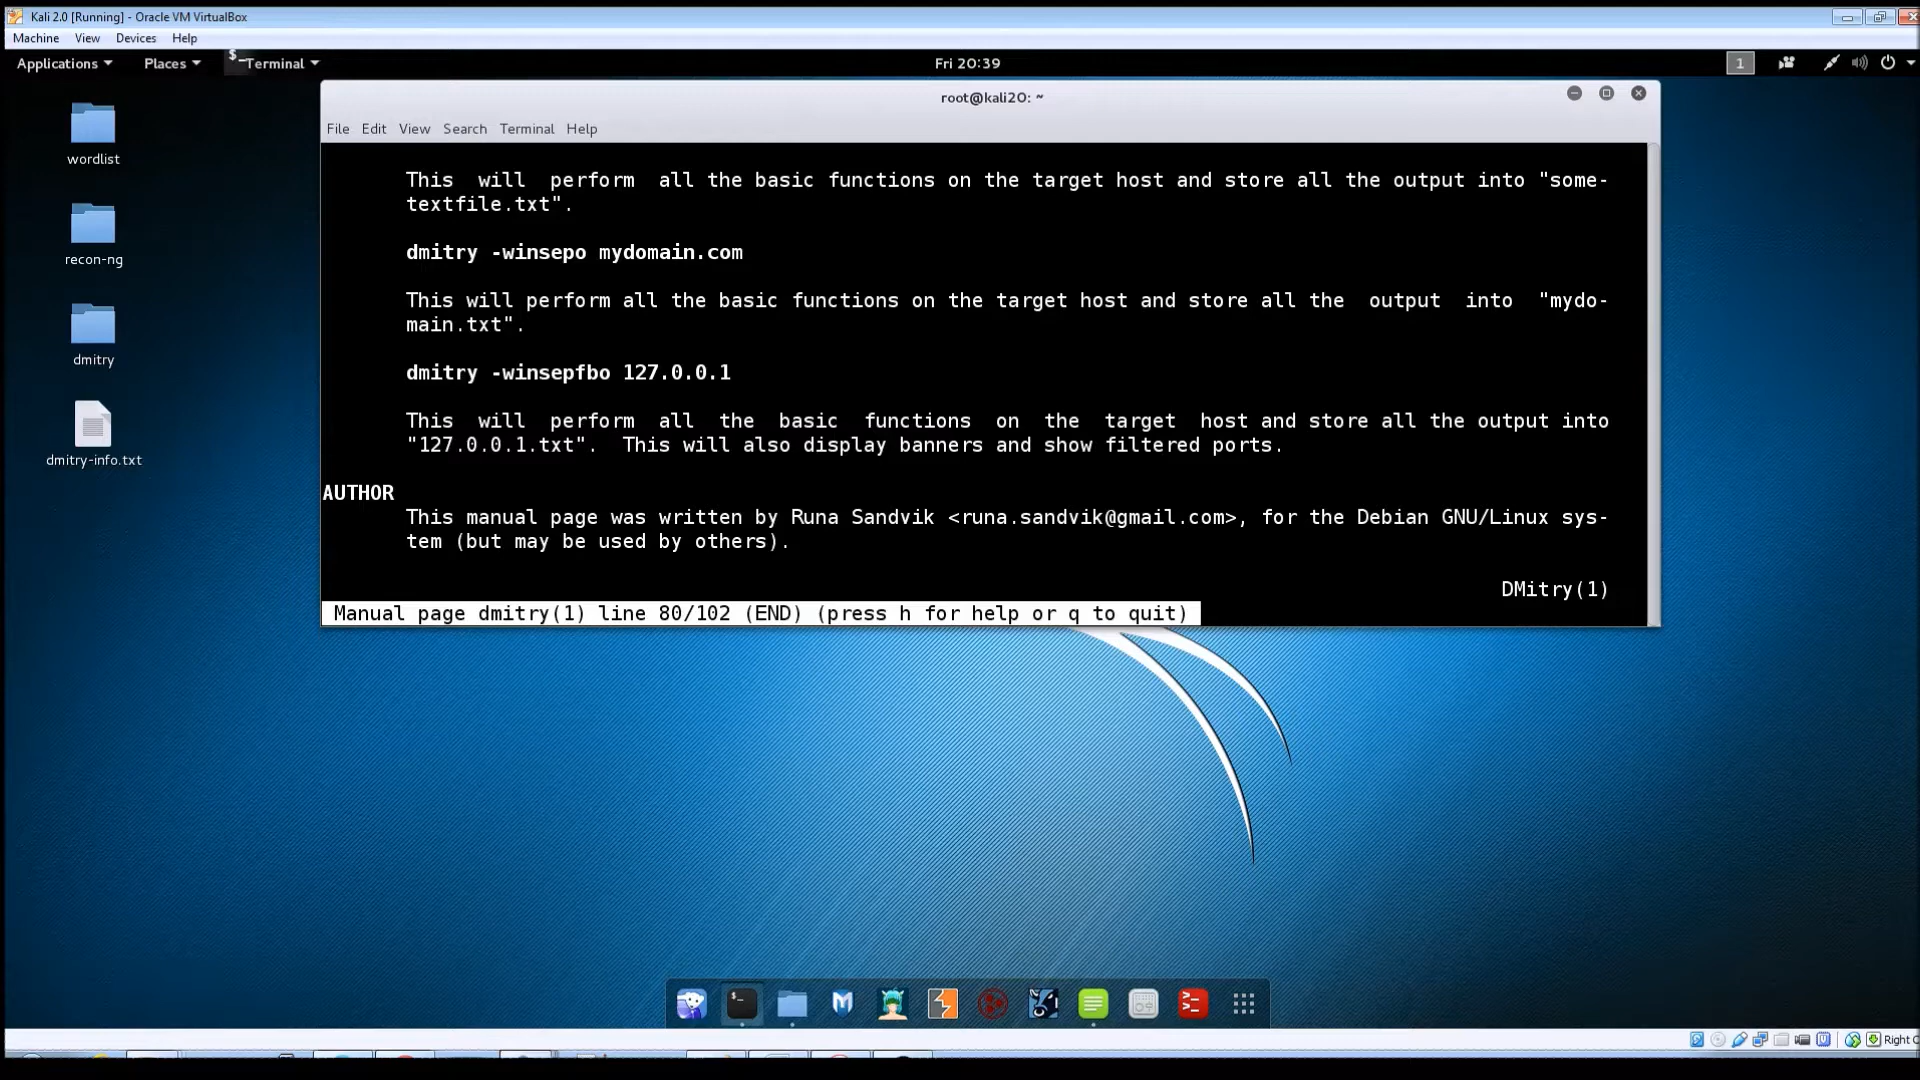 Kali 2.0 [Running] - Oracle VM VirtualBox
Machine View Devices Help
Applications Places Terminal Fri 20:39 1
root@kali20: ~
File Edit View Search Terminal Help
This will perform all the basic functions on the target host and store all the output into "some-
textfile.txt".
dmitry -winsepo mydomain.com
This will perform all the basic functions on the target host and store all the output into "mydo-
main.txt".
dmitry -winsepfbo 127.0.0.1
This will perform all the basic functions on the target host and store all the output into
"127.0.0.1.txt". This will also display banners and show filtered ports.
AUTHOR
This manual page was written by Runa Sandvik <runa.sandvik@gmail.com>, for the Debian GNU/Linux sys-
tem (but may be used by others).
DMitry(1)
Manual page dmitry(1) line 80/102 (END) (press h for help or q to quit)
wordlist
recon-ng
dmitry
dmitry-info.txt
Right C